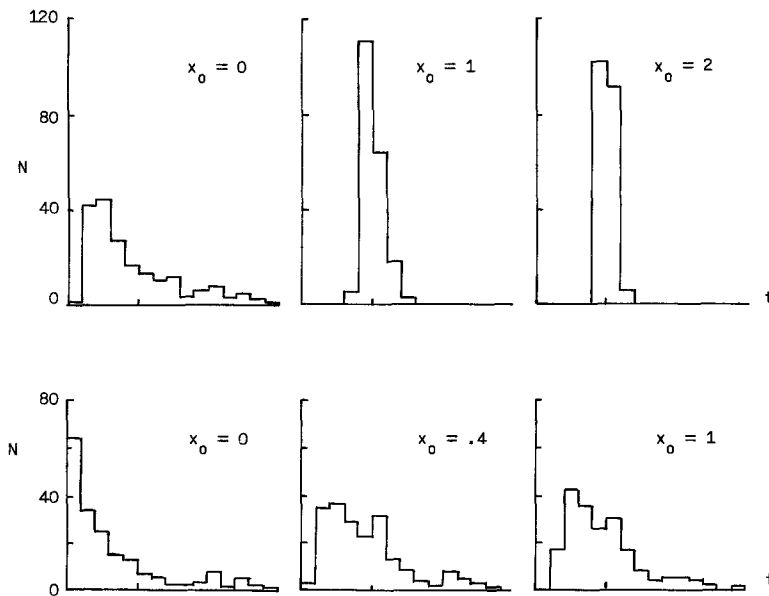 120
80
N
40
0
x₀ = 0
x₀ = 1
x₀ = 2
t
80
N
40
0
x₀ = 0
x₀ = .4
x₀ = 1
t